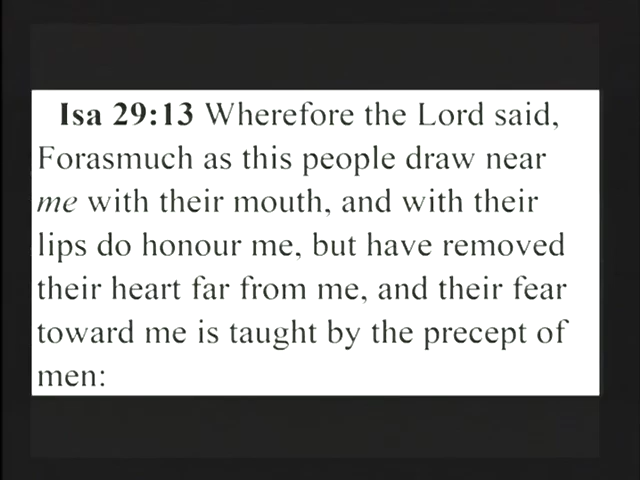 Isa 29:13 Wherefore the Lord said,
Forasmuch as this people draw near
me with their mouth, and with their
lips do honour me, but have removed
their heart far from me, and their fear
toward me is taught by the precept of
men: